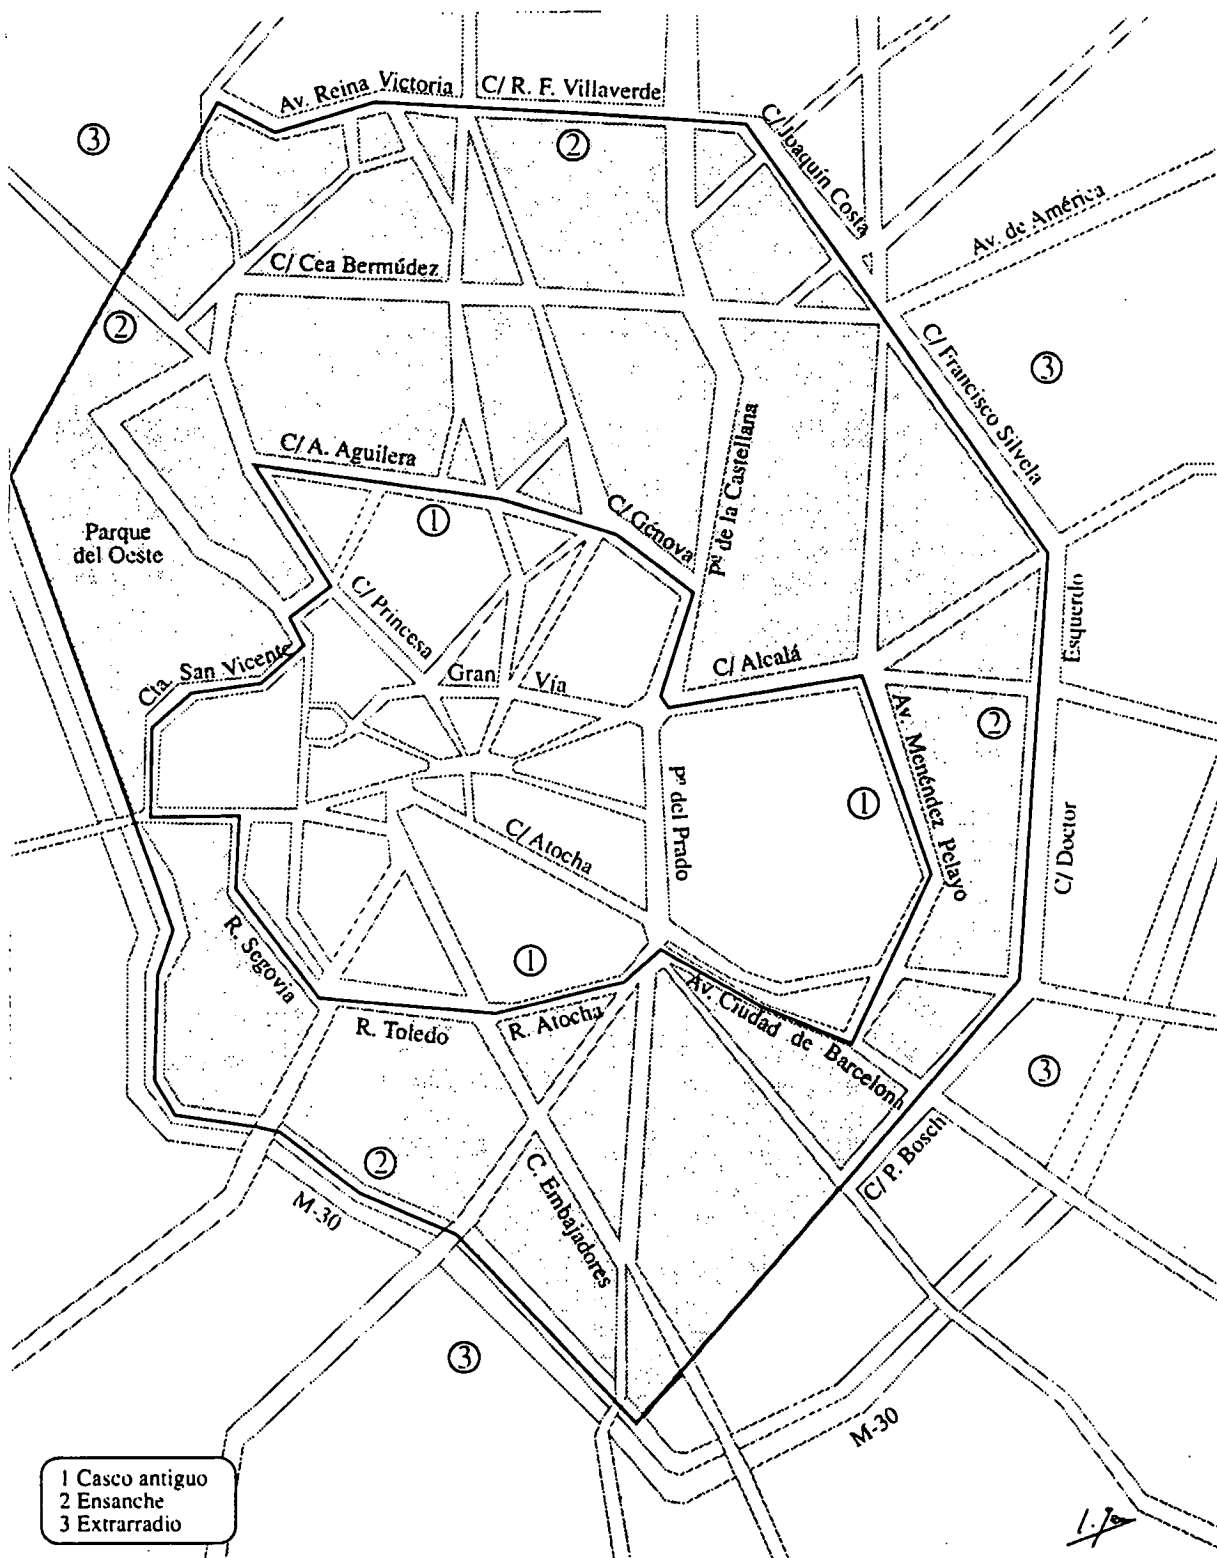 Av. Reina Victoria
C/ R. F. Villaverde
3
2
C/ Joaquín Costa
Av. de América
C/ Cea Bermúdez
2
C/ Francisco Silvela
3
C/ A. Aguilera
Pº de la Castellana
1
C/ Génova
Parque
del Oeste
C/ Princesa
Esquerdo
Cta. San Vicente
Gran Vía
C/ Alcalá
Av. Menéndez Pelayo
2
Pº del Prado
1
C/ Atocha
C/ Doctor
R. Segovia
1
R. Toledo
R. Atocha
Av. Ciudad de Barcelona
3
2
C/ P. Bosch
C. Embajadores
M-30
3
M-30
1 Casco antiguo
2 Ensanche
3 Extrarradio